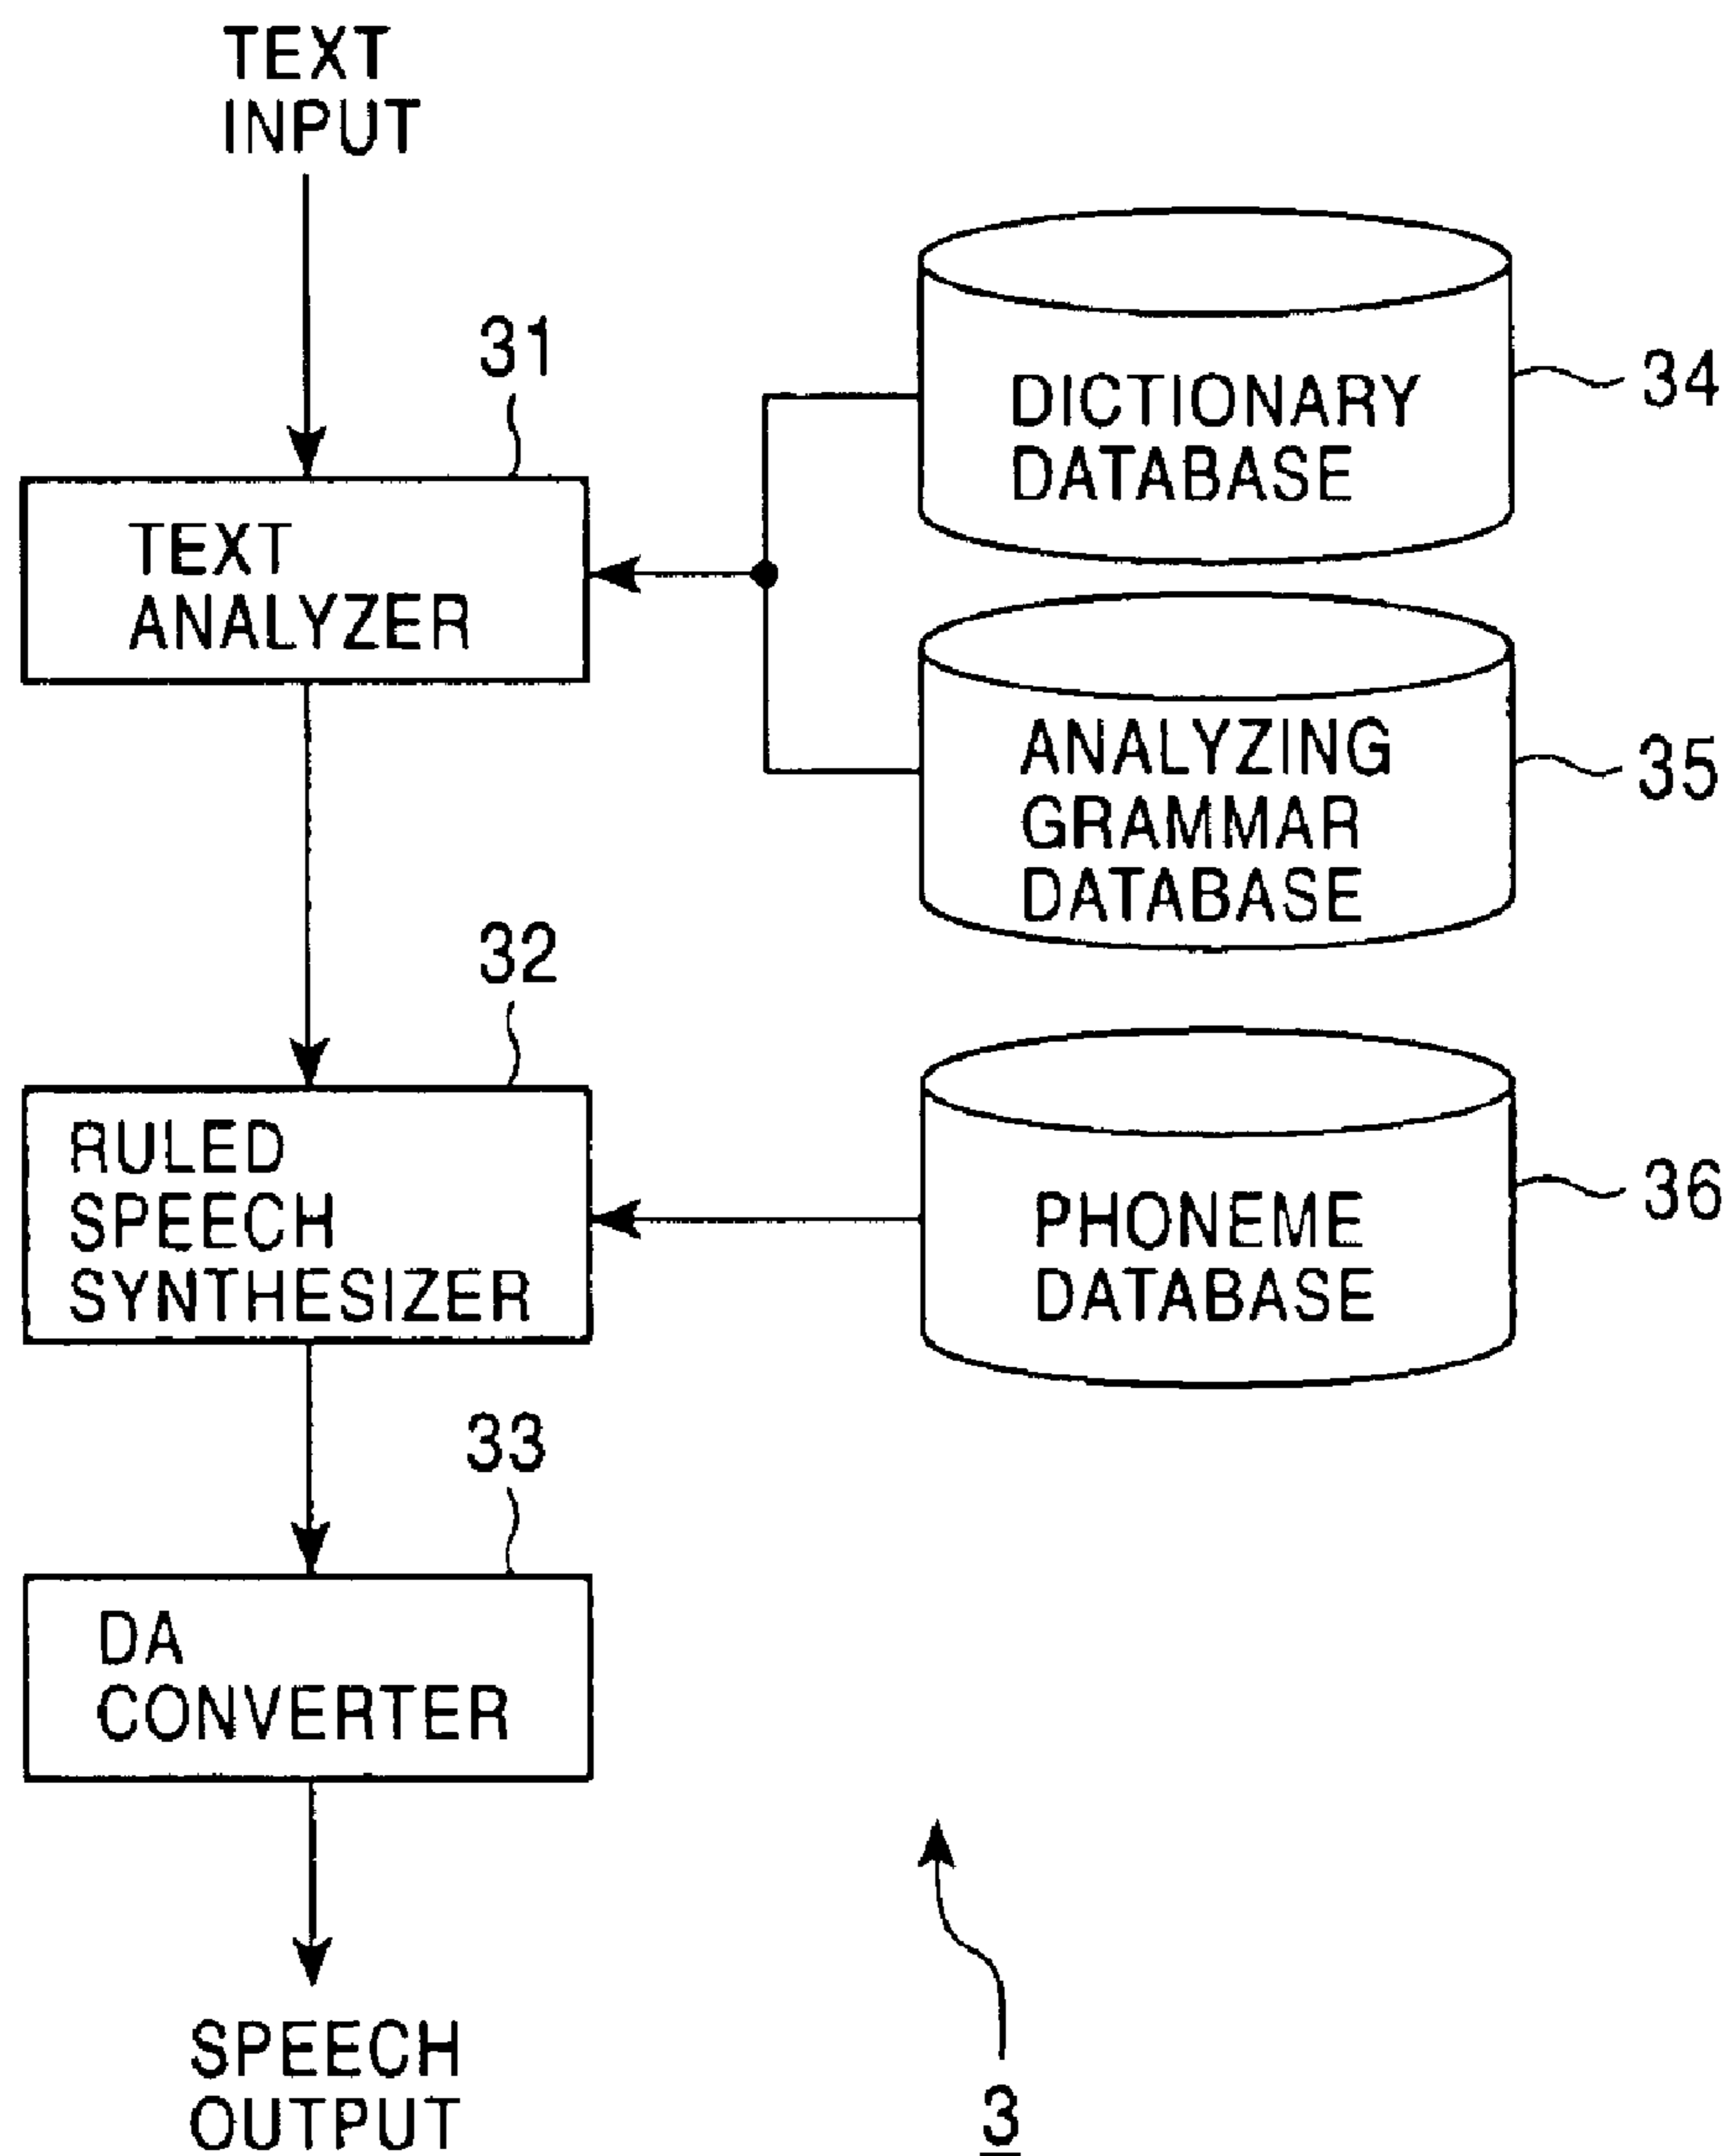 TEXT
INPUT
31
34
DICTIONARY
DATABASE
TEXT
ANALYZER
35
ANALYZING
GRAMMAR
DATABASE
32
RULED
SPEECH
SYNTHESIZER
36
PHONEME
DATABASE
33
DA
CONVERTER
SPEECH
OUTPUT
3